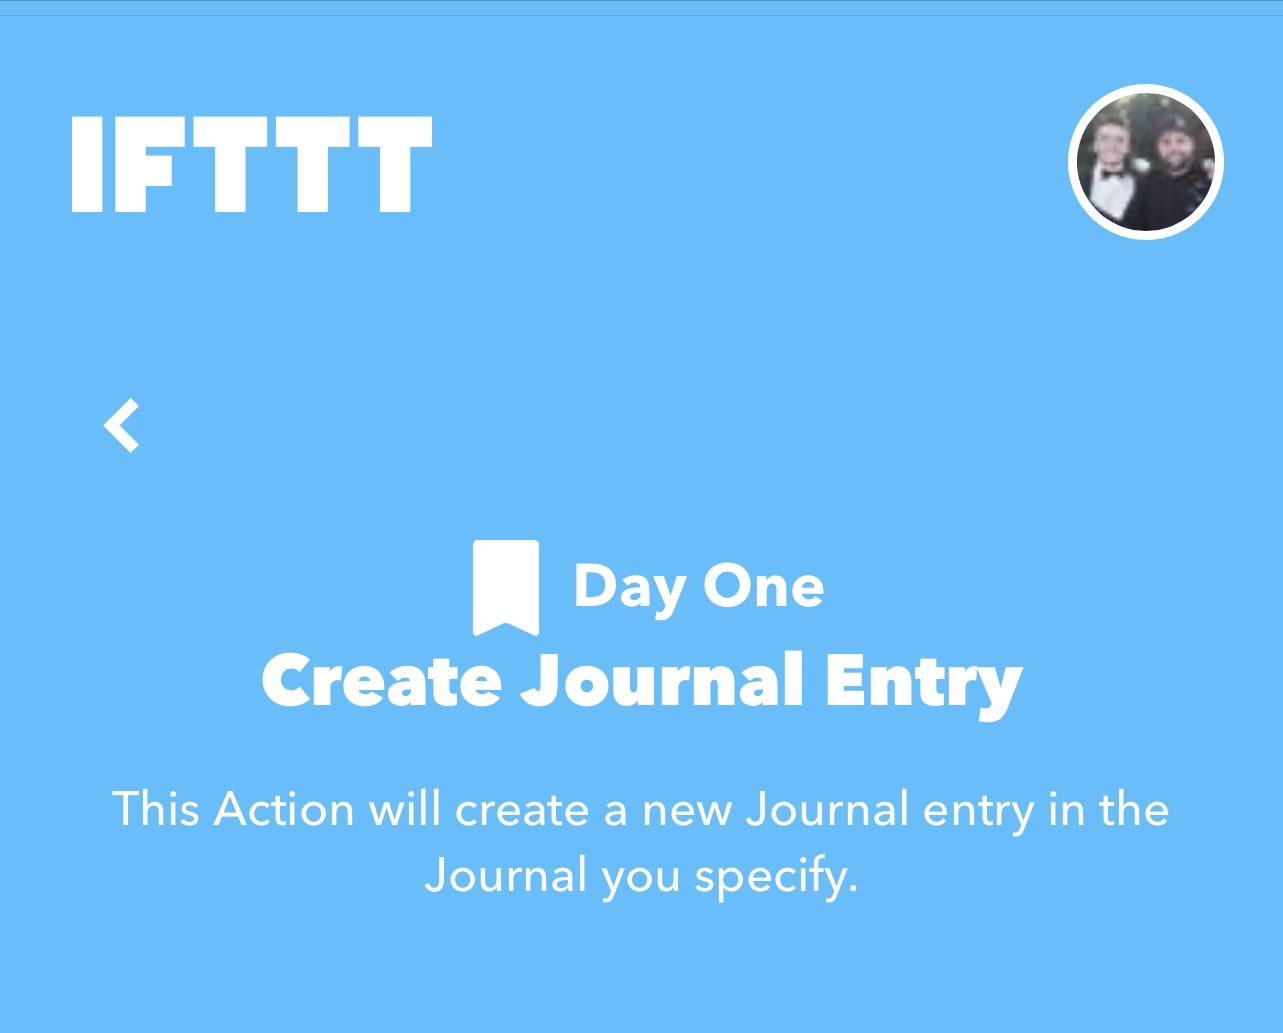 IFTTT
Day One
Create Journal Entry
This Action will create a new Journal entry in the
Journal you specify.